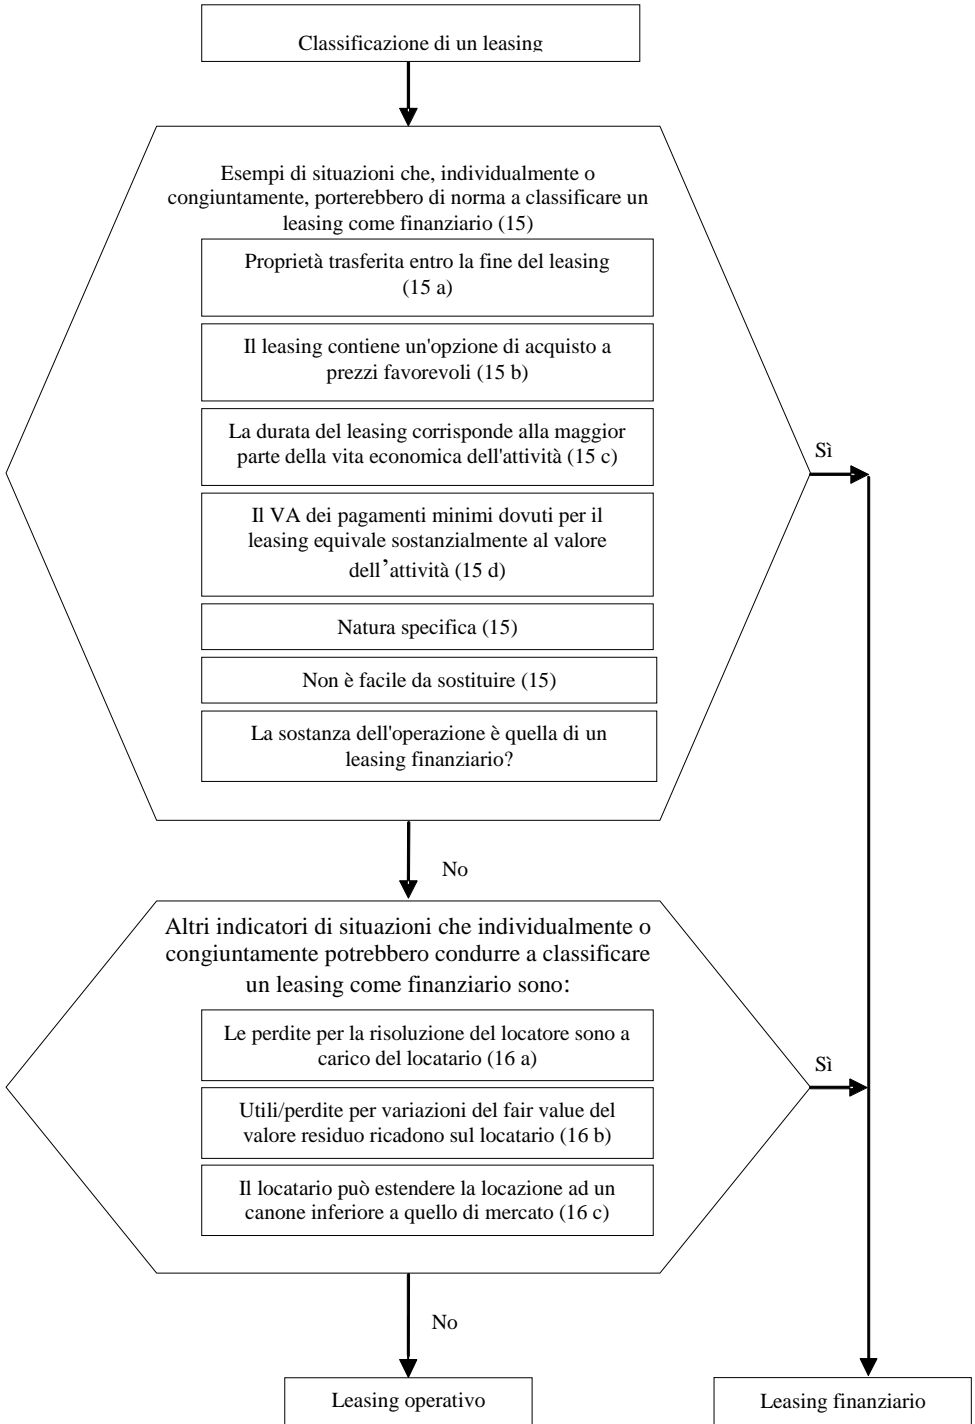 Classificazione di un leasing
Esempi di situazioni che, individualmente o
congiuntamente, porterebbero di norma a classificare un
leasing come finanziario (15)
Proprietà trasferita entro la fine del leasing
(15 a)
Il leasing contiene un'opzione di acquisto a
prezzi favorevoli (15 b)
La durata del leasing corrisponde alla maggior
parte della vita economica dell'attività (15 c)
Sì
Il VA dei pagamenti minimi dovuti per il
leasing equivale sostanzialmente al valore
dell’attività (15 d)
Natura specifica (15)
Non è facile da sostituire (15)
La sostanza dell'operazione è quella di un
leasing finanziario?
No
Altri indicatori di situazioni che individualmente o
congiuntamente potrebbero condurre a classificare
un leasing come finanziario sono:
Le perdite per la risoluzione del locatore sono a
carico del locatario (16 a)
Sì
Utili/perdite per variazioni del fair value del
valore residuo ricadono sul locatario (16 b)
Il locatario può estendere la locazione ad un
canone inferiore a quello di mercato (16 c)
No
Leasing operativo
Leasing finanziario